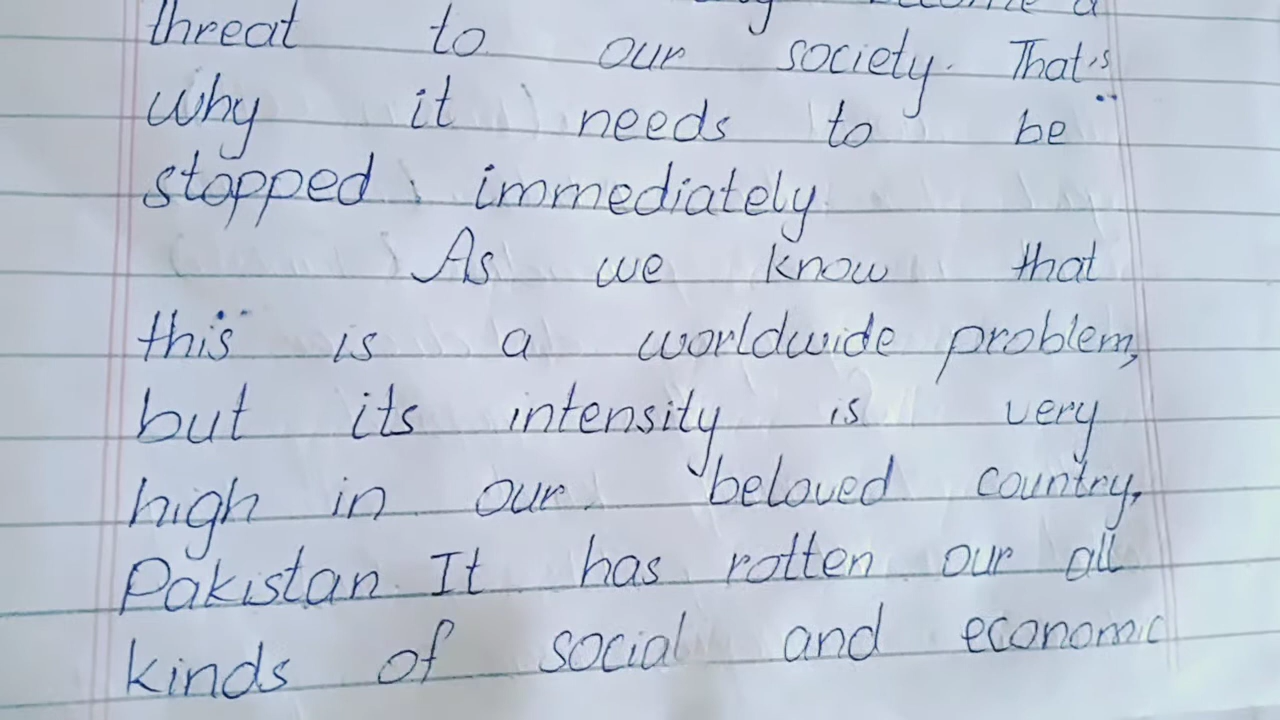 become a
threat to our society. That's
why it needs to be
stopped immediately.
As we know that
this is a worldwide problem,
but its intensity is very
high in our beloved country,
Pakistan. It has rotten our all
kinds of social and economic